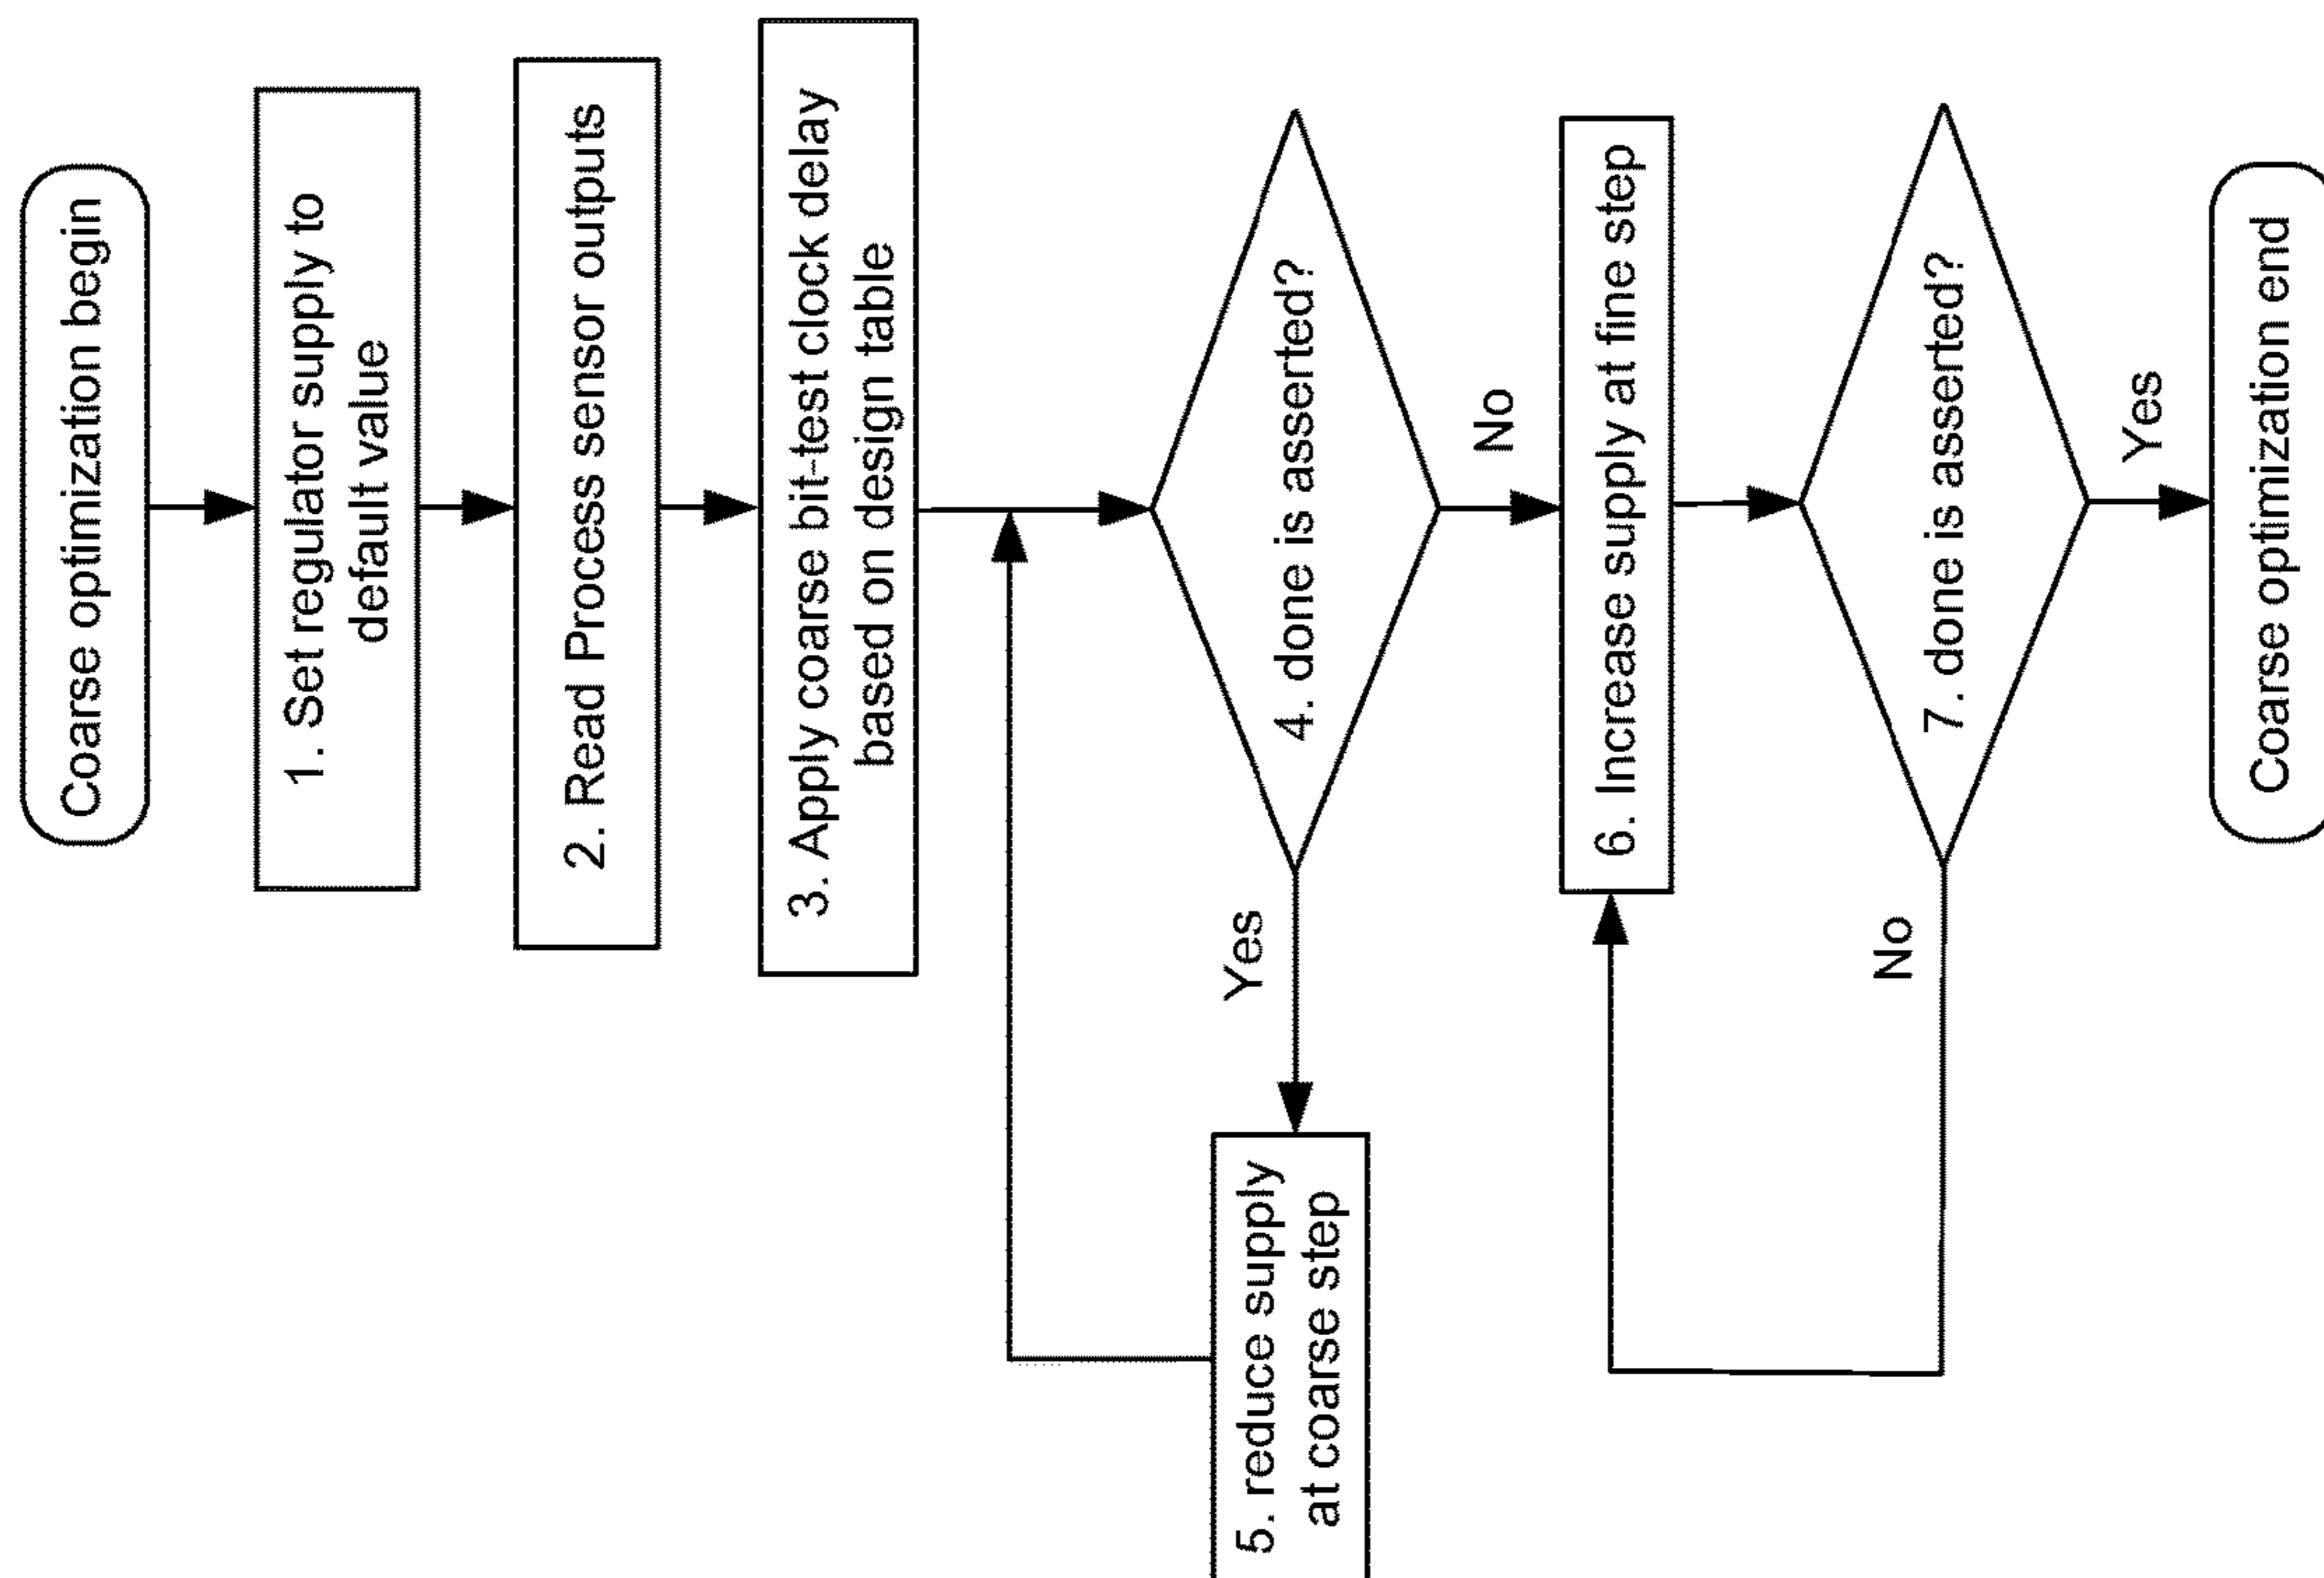 Coarse optimization begin
1. Set regulator supply to
default value
2. Read Process sensor outputs
3. Apply coarse bit-test clock delay
based on design table
4. done is asserted?
Yes
No
5. reduce supply
at coarse step
6. Increase supply at fine step
7. done is asserted?
No
Yes
Coarse optimization end